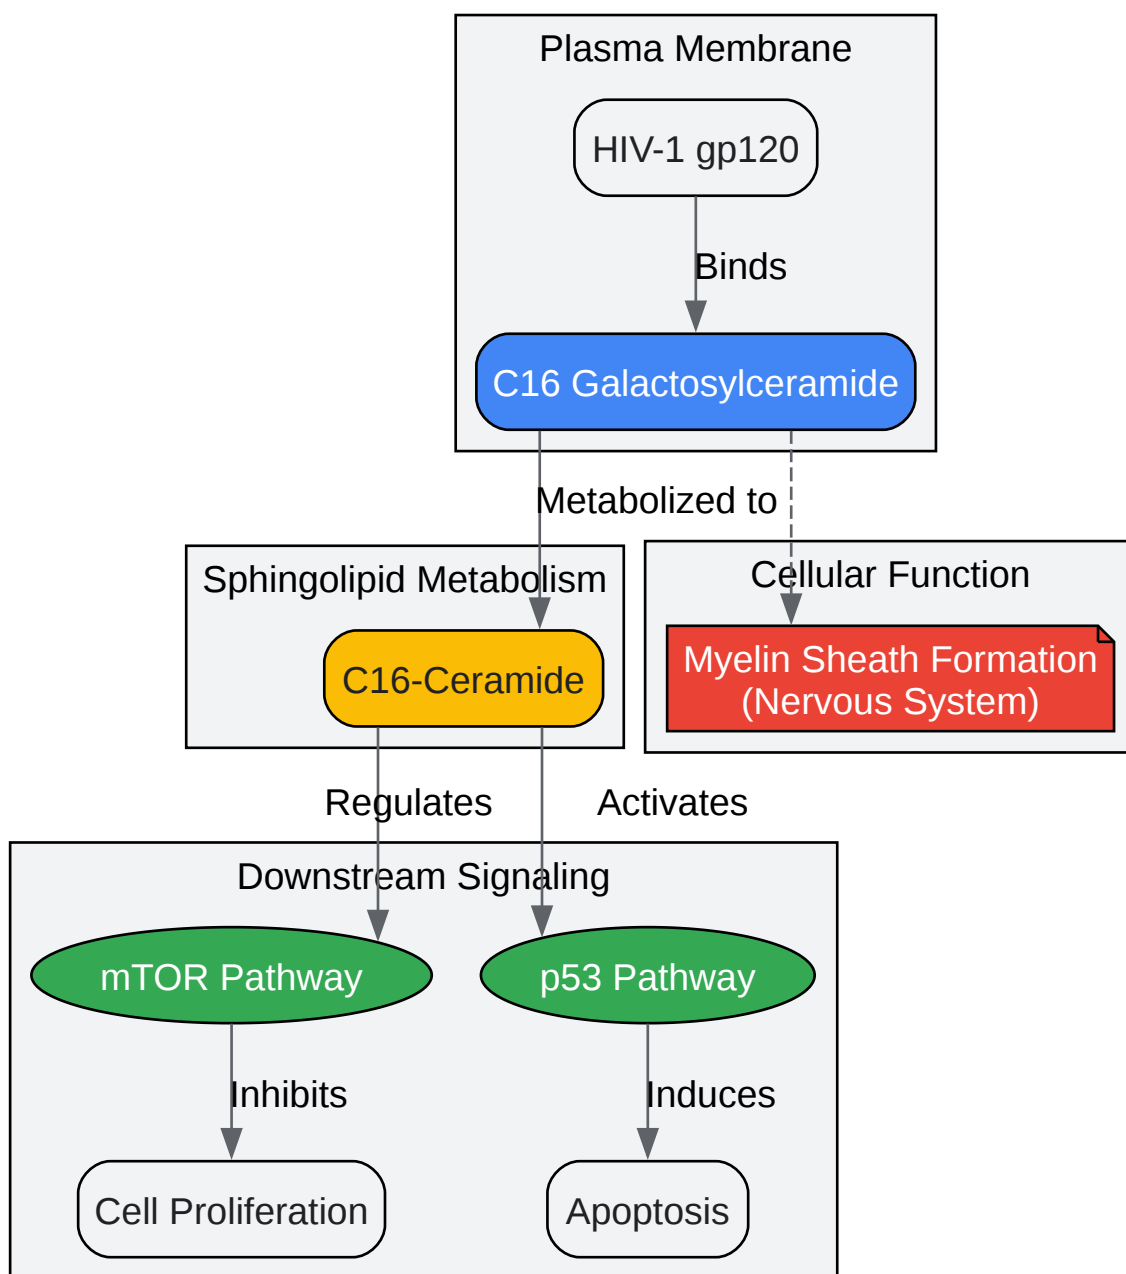 Plasma Membrane
HIV-1 gp120
Binds
C16 Galactosylceramide
Metabolized to
Sphingolipid Metabolism
Cellular Function
C16-Ceramide
Myelin Sheath Formation
(Nervous System)
Regulates
Activates
Downstream Signaling
mTOR Pathway
p53 Pathway
Inhibits
Induces
Cell Proliferation
Apoptosis